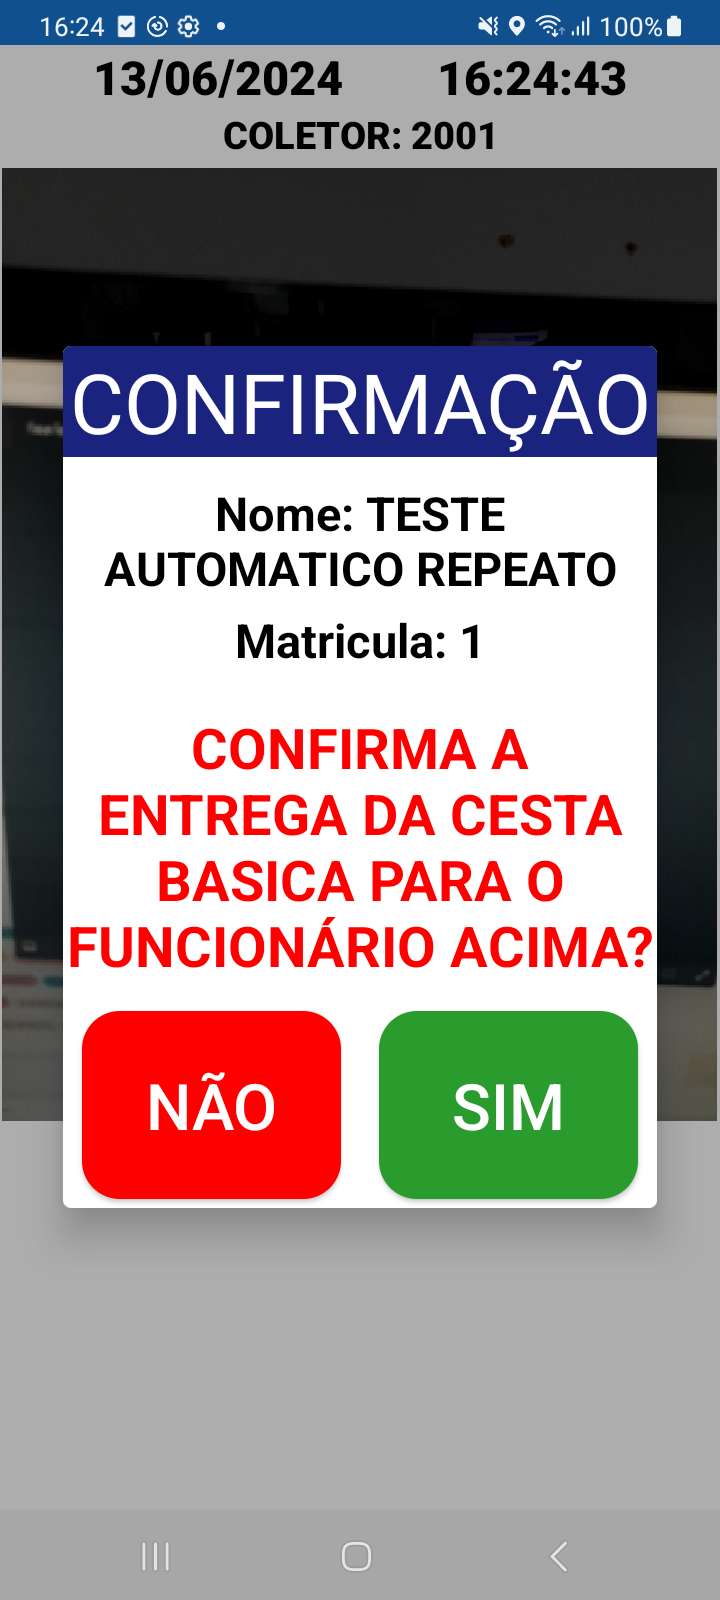 16:24 100%
13/06/2024 16:24:43
COLETOR: 2001
CONFIRMAÇÃO
Nome: TESTE
AUTOMATICO REPEATO
Matricula: 1
CONFIRMA A
ENTREGA DA CESTA
BASICA PARA O
FUNCIONÁRIO ACIMA?
NÃO SIM